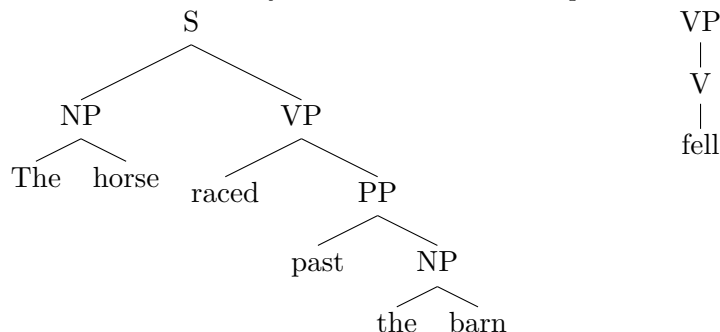 S VP
NP VP V
fell
The horse raced PP
past NP
the barn